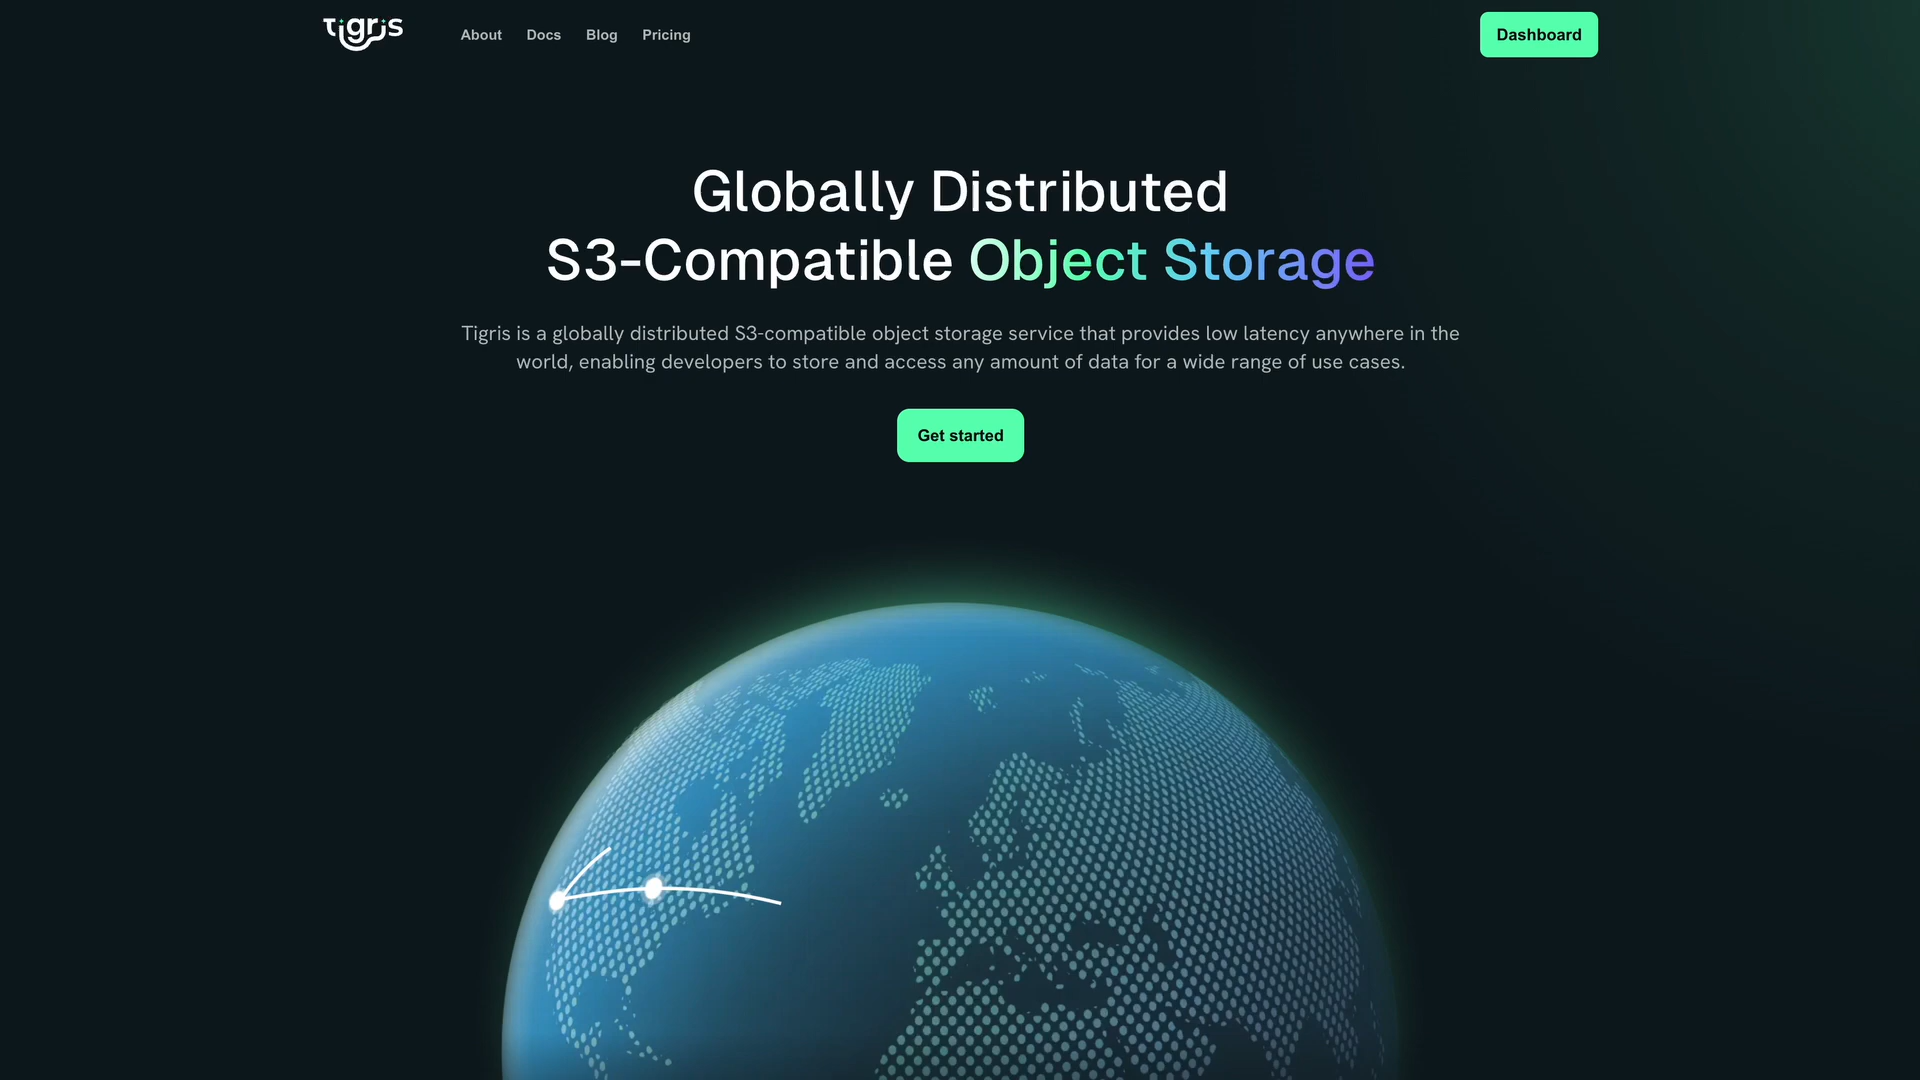 Tigris
About
Docs
Blog
Pricing
Dashboard
Globally Distributed
S3-Compatible Object Storage
Tigris is a globally distributed S3-compatible object storage service that provides low latency anywhere in the
world, enabling developers to store and access any amount of data for a wide range of use cases.
Get started